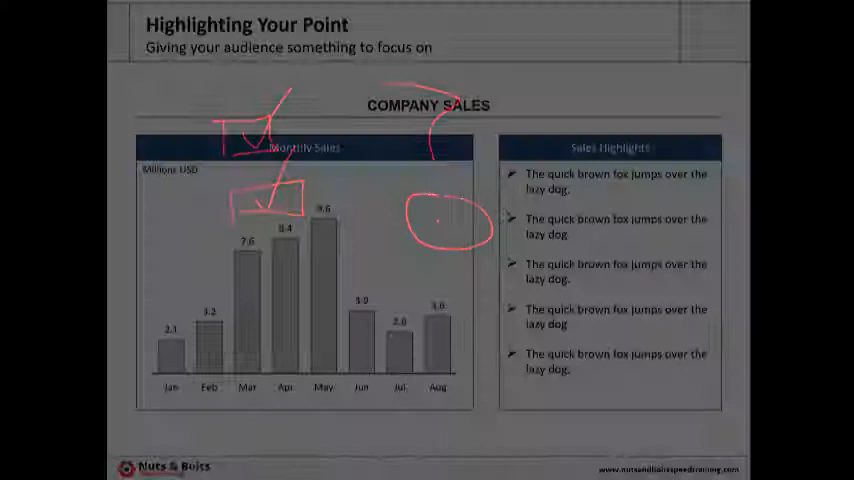 Highlighting Your Point
Giving your audience something to focus on
COMPANY SALES
Monthly Sales
Millions USD
9.6
8.4
7.6
3.2
2.1
3.6
2.6
Jan Feb Mar Apr May Jun Jul Aug
Sales Highlights
The quick brown fox jumps over the
lazy dog.
The quick brown fox jumps over the
lazy dog
The quick brown fox jumps over the
lazy dog.
The quick brown fox jumps over the
lazy dog
The quick brown fox jumps over the
lazy dog.
Nuts & Bolts
www.nutsandboltsspeedtraining.com